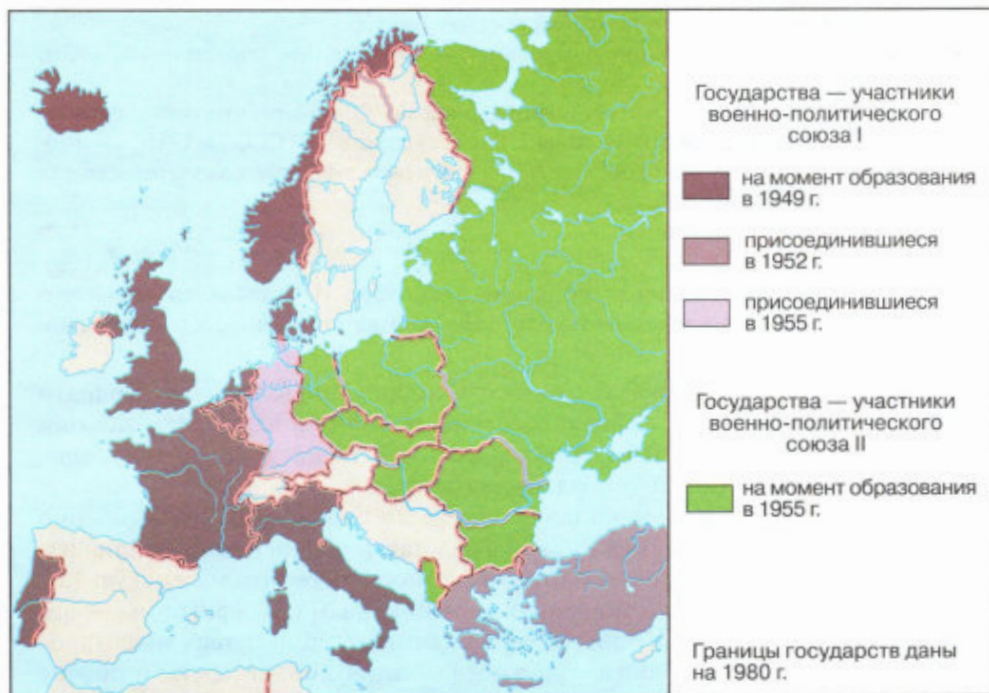 Государства — участники
военно-политического
союза I
на момент образования
в 1949 г.
присоединившиеся
в 1952 г.
присоединившиеся
в 1955 г.
Государства — участники
военно-политического
союза II
на момент образования
в 1955 г.
Границы государств даны
на 1980 г.